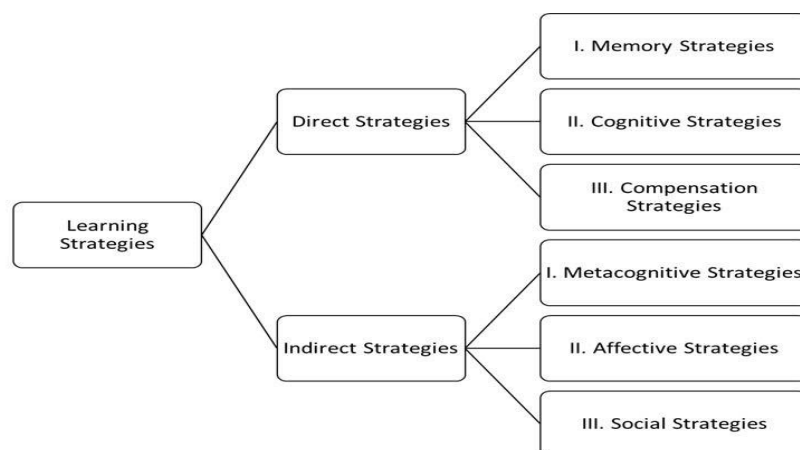 Learning
Strategies
Direct Strategies
I. Memory Strategies
II. Cognitive Strategies
III. Compensation
Strategies
Indirect Strategies
I. Metacognitive Strategies
II. Affective Strategies
III. Social Strategies